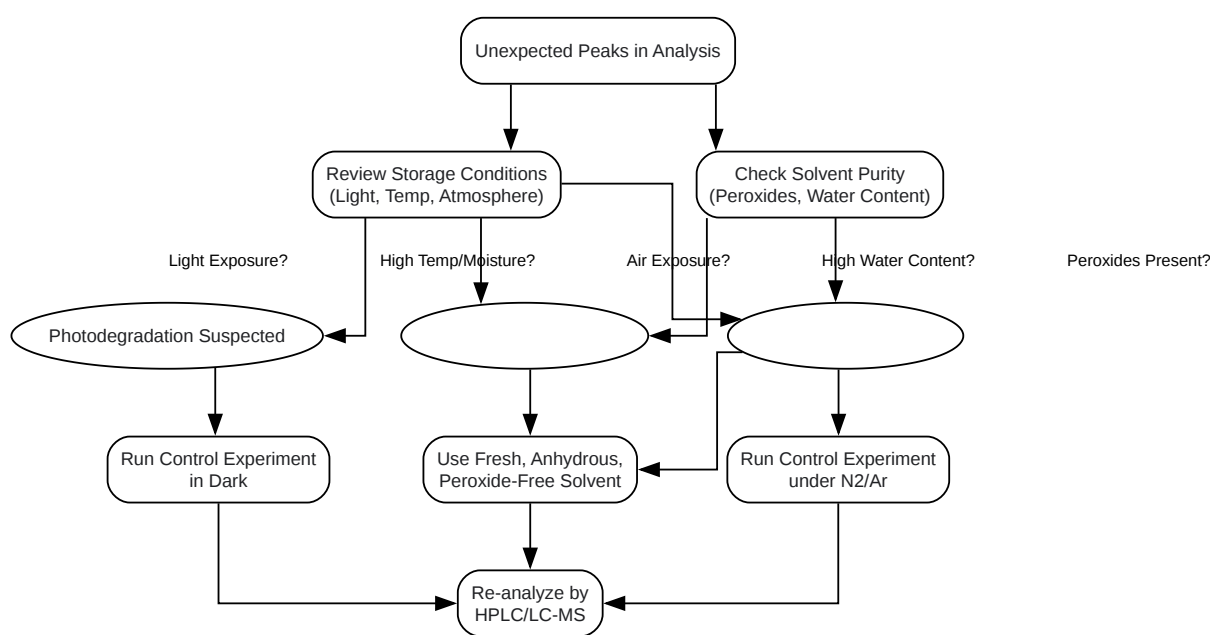 Unexpected Peaks in Analysis
Review Storage Conditions
(Light, Temp, Atmosphere)
Check Solvent Purity
(Peroxides, Water Content)
Light Exposure?
High Temp/Moisture?
Air Exposure?
High Water Content?
Peroxides Present?
Photodegradation Suspected
Run Control Experiment
in Dark
Use Fresh, Anhydrous,
Peroxide-Free Solvent
Run Control Experiment
under N2/Ar
Re-analyze by
HPLC/LC-MS